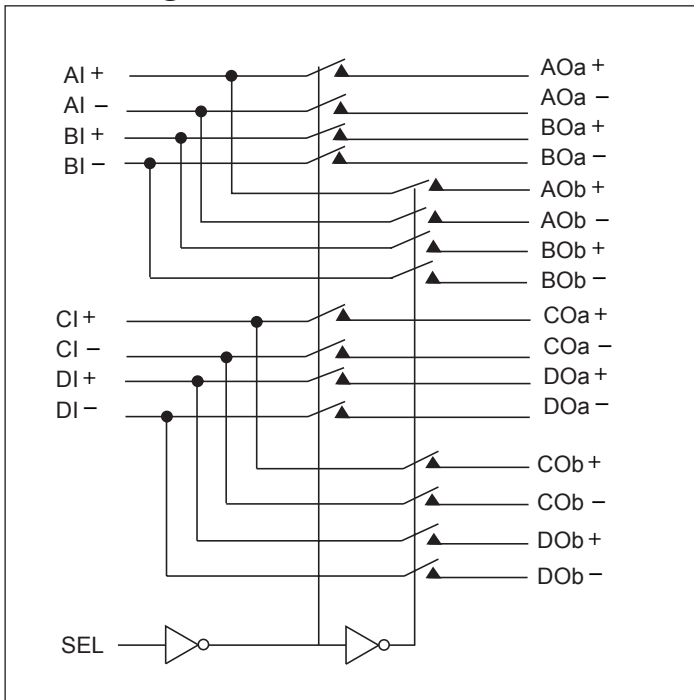 AI+ AOa+
AI− AOa−
BI+ BOa+
BI− BOa−
AOb+
AOb−
BOb+
BOb−
CI+ COa+
CI− COa−
DI+ DOa+
DI− DOa−
COb+
COb−
DOb+
DOb−
SEL